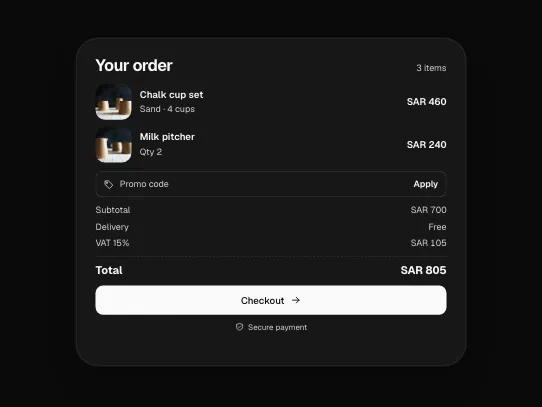 Your order
3 items
Chalk cup set
Sand · 4 cups
SAR 460
Milk pitcher
Qty 2
SAR 240
Promo code
Apply
Subtotal
SAR 700
Delivery
Free
VAT 15%
SAR 105
Total
SAR 805
Checkout →
Secure payment